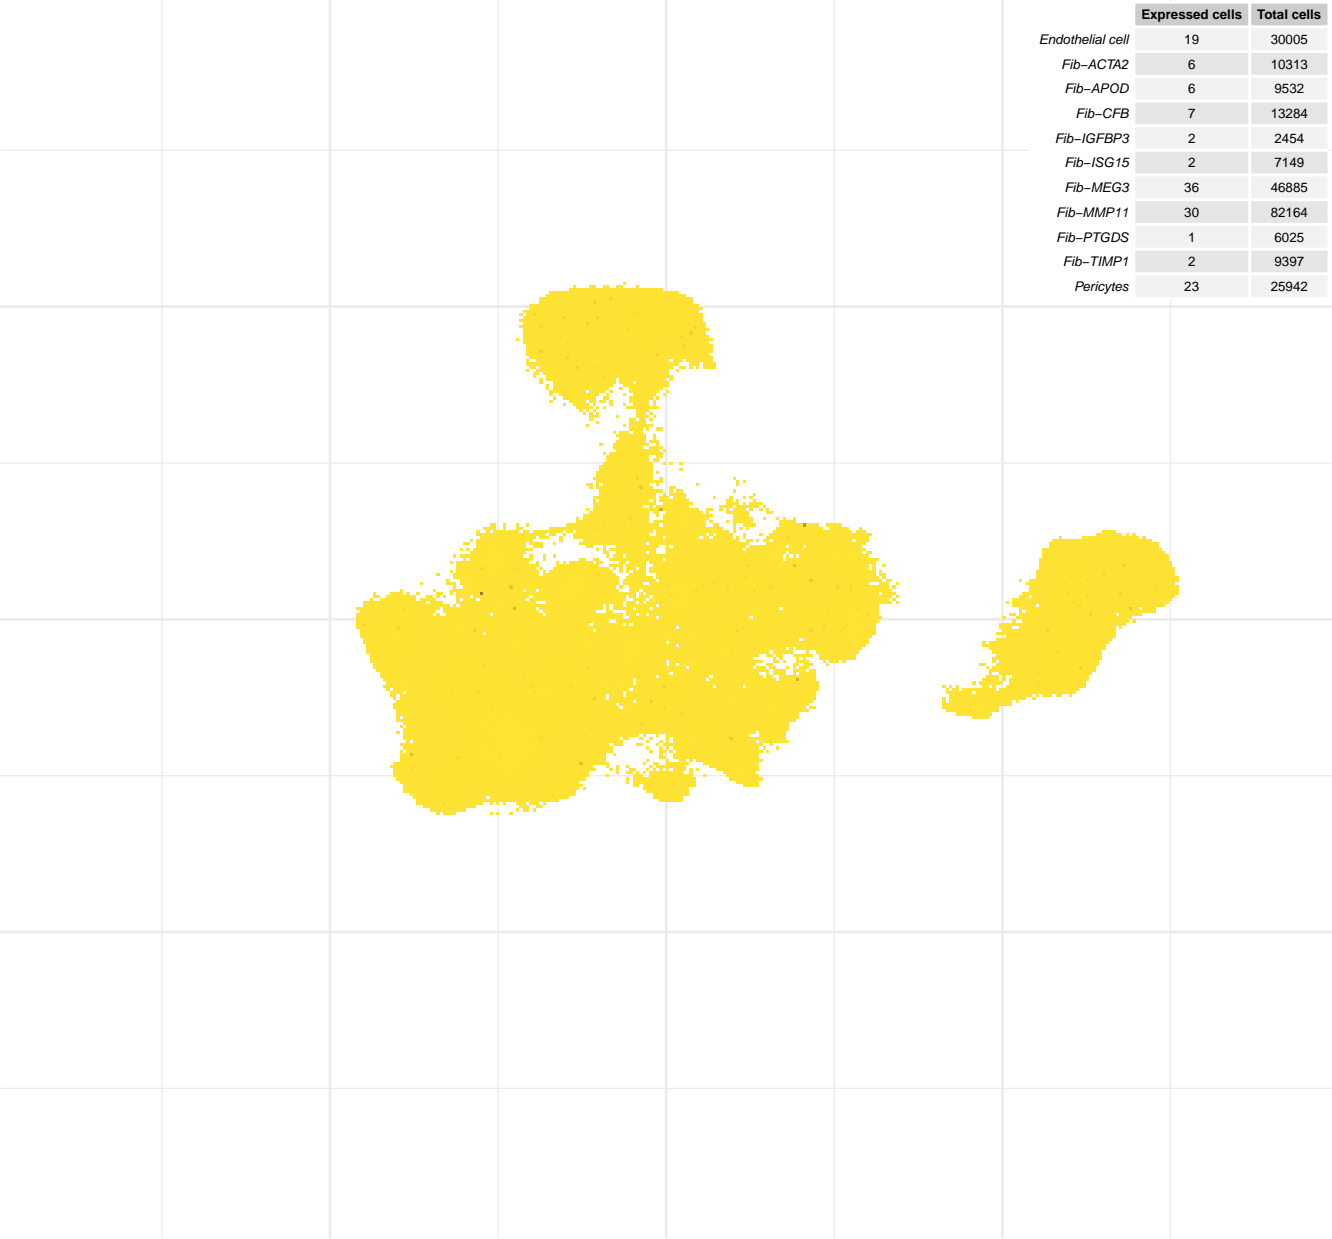 Expressed cells Total cells
Endothelial cell 19 30005
Fib−ACTA2 6 10313
Fib−APOD 6 9532
Fib−CFB 7 13284
Fib−IGFBP3 2 2454
Fib−ISG15 2 7149
Fib−MEG3 36 46885
Fib−MMP11 30 82164
Fib−PTGDS 1 6025
Fib−TIMP1 2 9397
Pericytes 23 25942